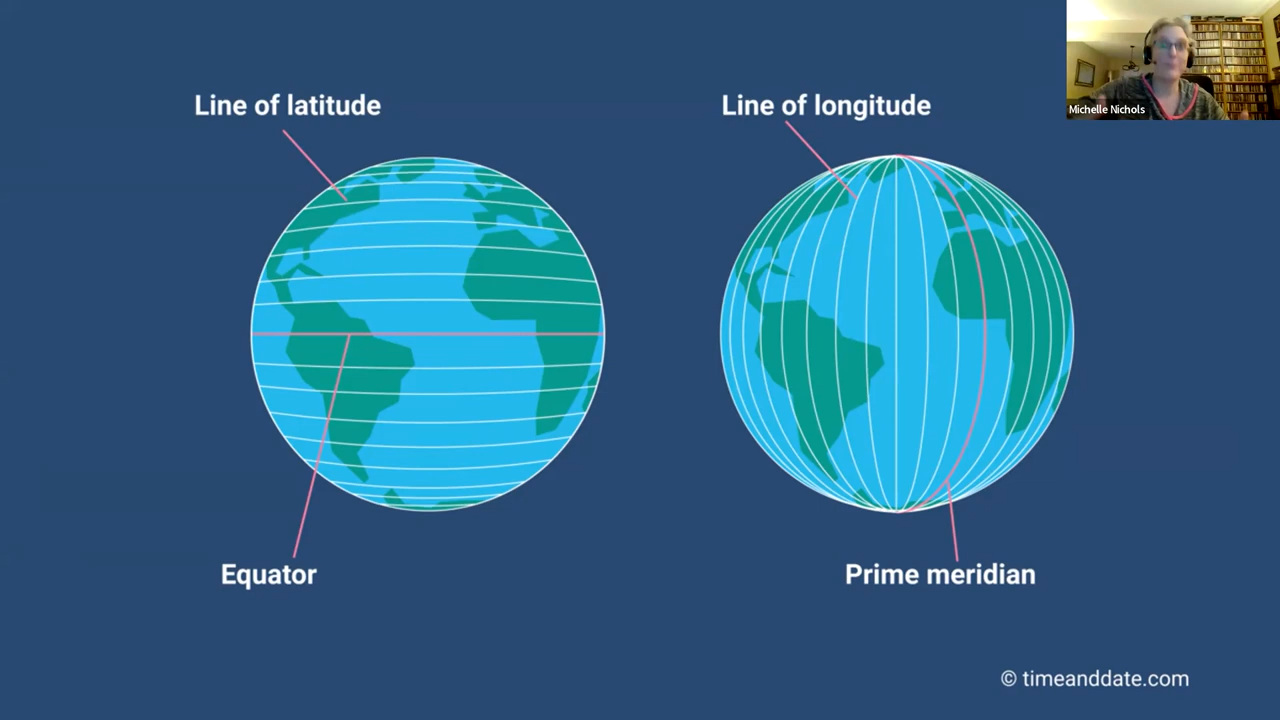 Line of latitude
Line of longitude
Michelle Nichols
Equator
Prime meridian
© timeanddate.com